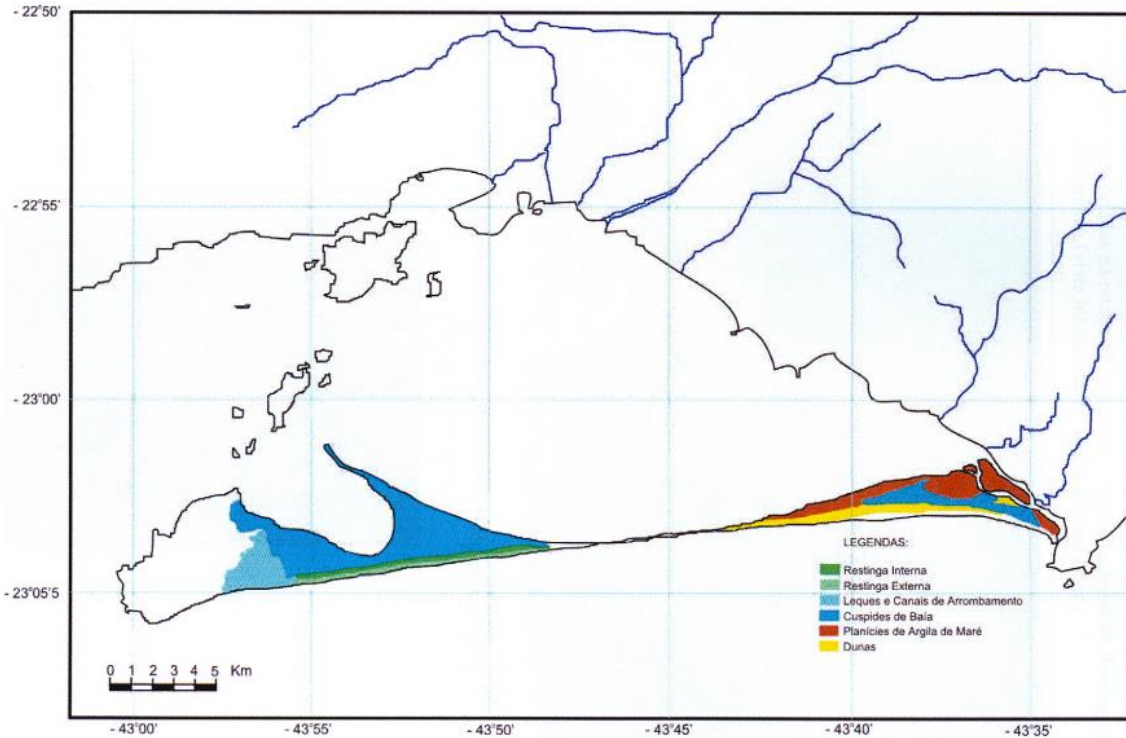 - 22°50'
- 22°55'
- 23°00'
- 23°05'5
LEGENDAS:
Restinga Interna
Restinga Externa
Leques e Canais de Arrombamento
Cuspides de Baía
Planícies de Argila de Maré
Dunas
0 1 2 3 4 5 Km
- 43°00' - 43°55' - 43°50' - 43°45' - 43°40' - 43°35'